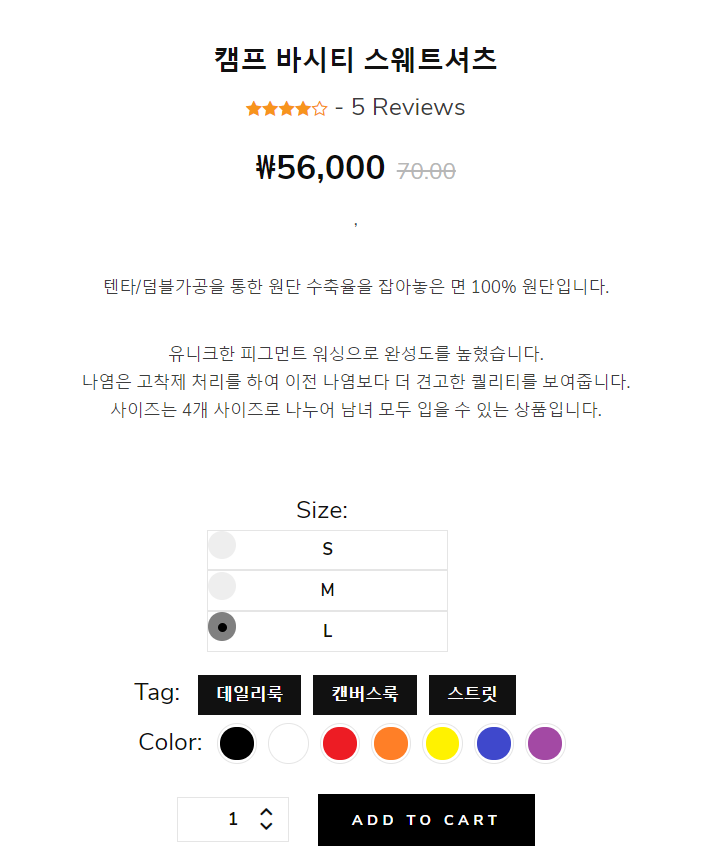 캠프 바시티 스웨트셔츠
- 5 Reviews
₩56,000 70.00
,
텐타/덤블가공을 통한 원단 수축율을 잡아놓은 면 100% 원단입니다.
유니크한 피그먼트 워싱으로 완성도를 높혔습니다.
나염은 고착제 처리를 하여 이전 나염보다 더 견고한 퀄리티를 보여줍니다.
사이즈는 4개 사이즈로 나누어 남녀 모두 입을 수 있는 상품입니다.
Size:
S
M
L
Tag: 데일리룩 캔버스룩 스트릿
Color:
1 ADD TO CART